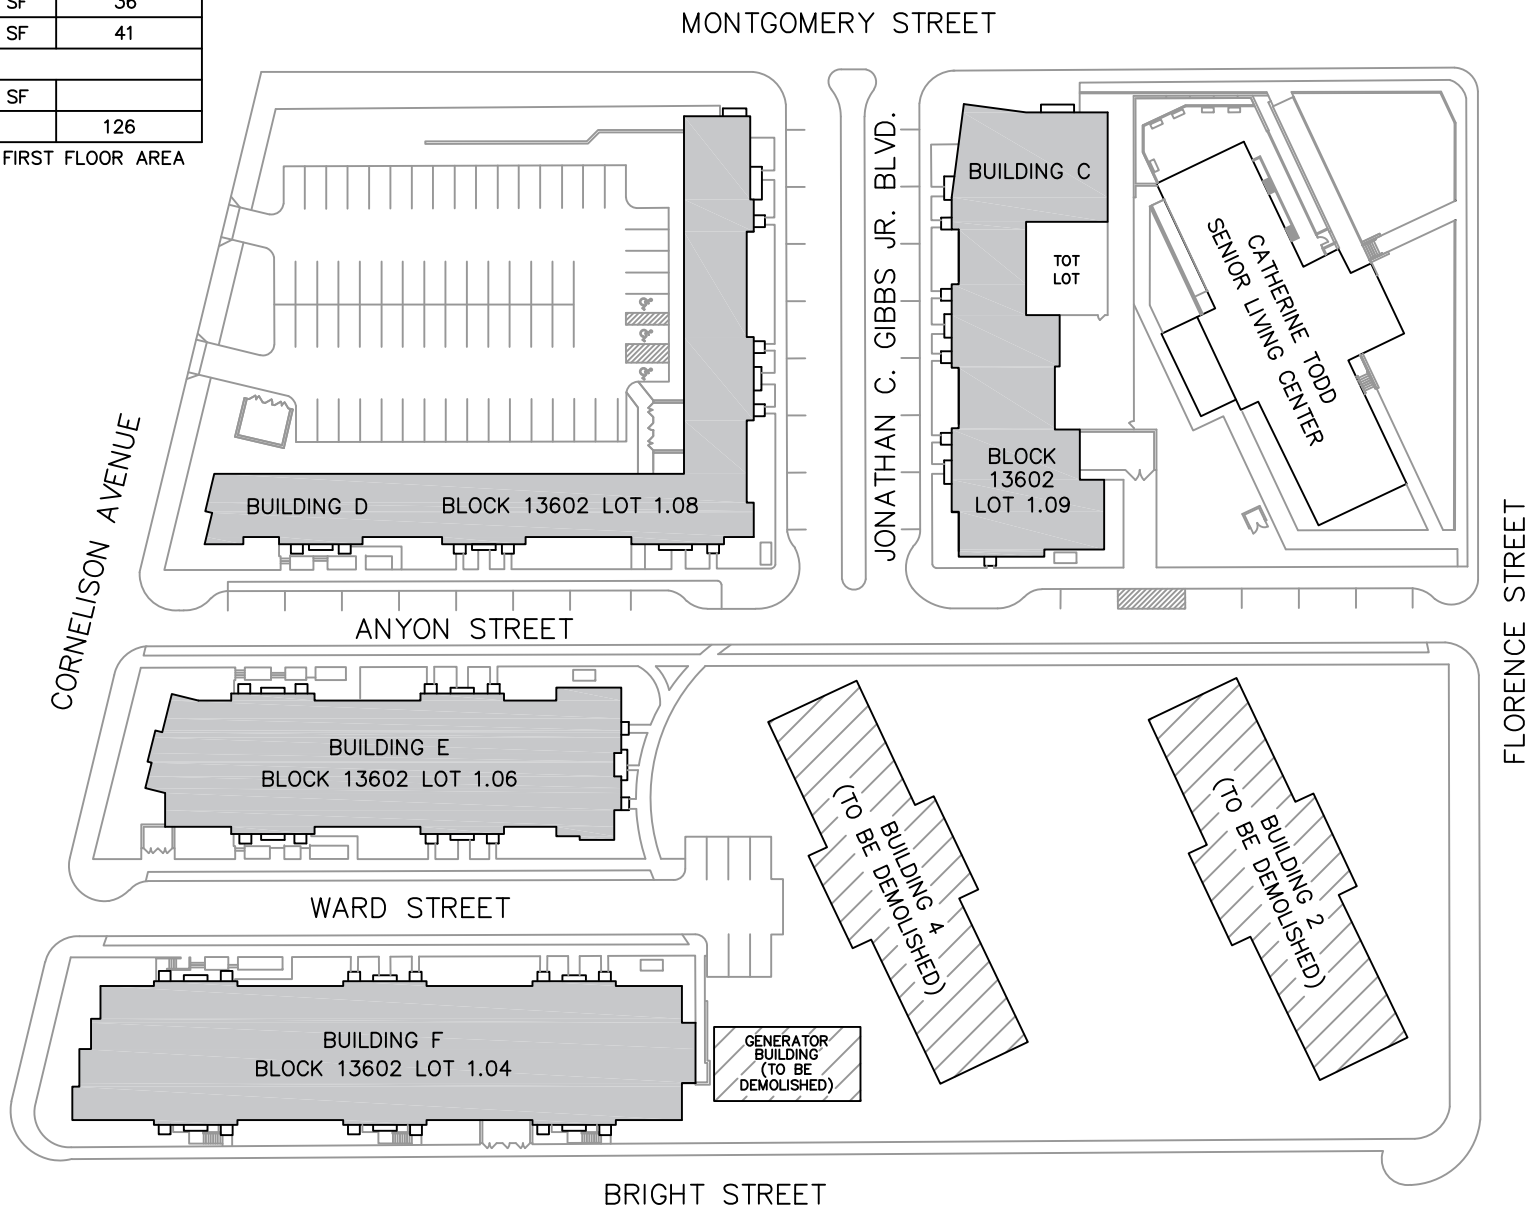 SF 36
SF 41
SF
126
FIRST FLOOR AREA
MONTGOMERY STREET
JONATHAN C. GIBBS JR. BLVD.
BUILDING C
TOT
LOT
CATHERINE TODD
SENIOR LIVING CENTER
BLOCK
13602
LOT 1.09
BUILDING D
BLOCK 13602 LOT 1.08
CORNELISON AVENUE
FLORENCE STREET
ANYON STREET
BUILDING E
BLOCK 13602 LOT 1.06
BUILDING 4
(TO BE DEMOLISHED)
BUILDING 2
(TO BE DEMOLISHED)
WARD STREET
BUILDING F
BLOCK 13602 LOT 1.04
GENERATOR
BUILDING
(TO BE
DEMOLISHED)
BRIGHT STREET